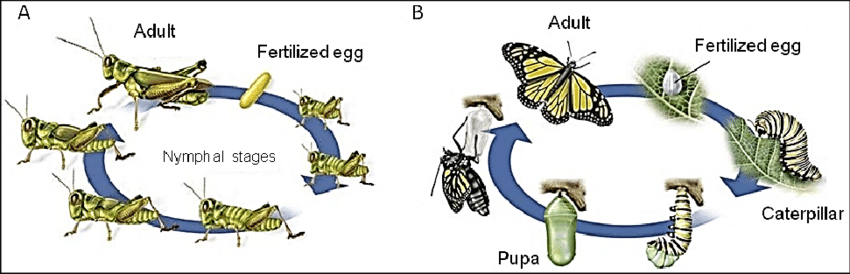 A
Adult
Fertilized egg
Nymphal stages
B
Adult
Fertilized egg
Caterpillar
Pupa